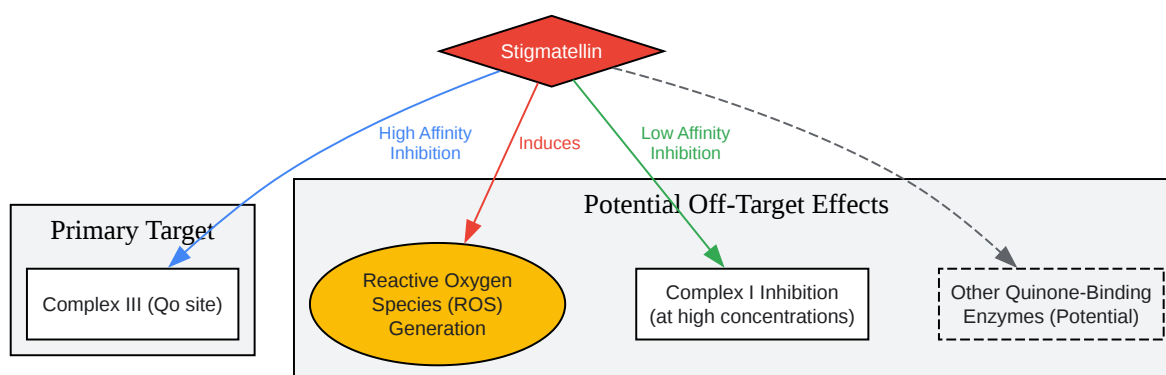 Stigmatellin
High Affinity
Inhibition
Induces
Low Affinity
Inhibition
Primary Target
Potential Off-Target Effects
Complex III (Qo site)
Reactive Oxygen
Species (ROS)
Generation
Complex I Inhibition
(at high concentrations)
Other Quinone-Binding
Enzymes (Potential)